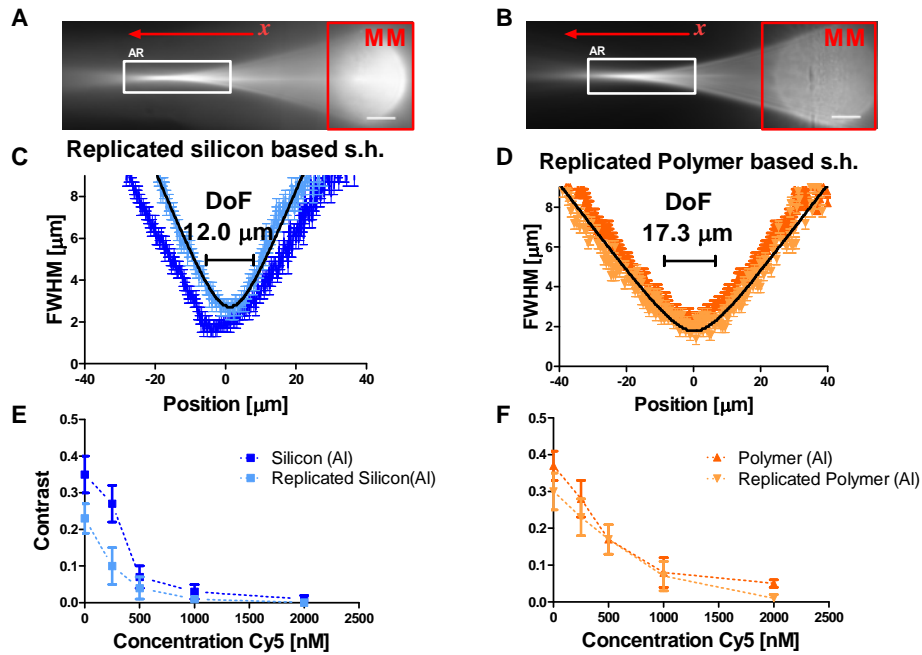 A
x
MM
AR
B
x
MM
AR
C
Replicated silicon based s.h.
DoF
12.0 μm
FWHM [μm]
8
6
4
2
0
-40
-20
0
20
40
Position [μm]
D
Replicated Polymer based s.h.
DoF
17.3 μm
FWHM [μm]
8
6
4
2
0
-40
-20
0
20
40
Position [μm]
E
Silicon (Al)
Replicated Silicon(Al)
Contrast
0.5
0.4
0.3
0.2
0.1
0.0
0
500
1000
1500
2000
2500
Concentration Cy5 [nM]
F
Polymer (Al)
Replicated Polymer (Al)
0.5
0.4
0.3
0.2
0.1
0.0
0
500
1000
1500
2000
2500
Concentration Cy5 [nM]